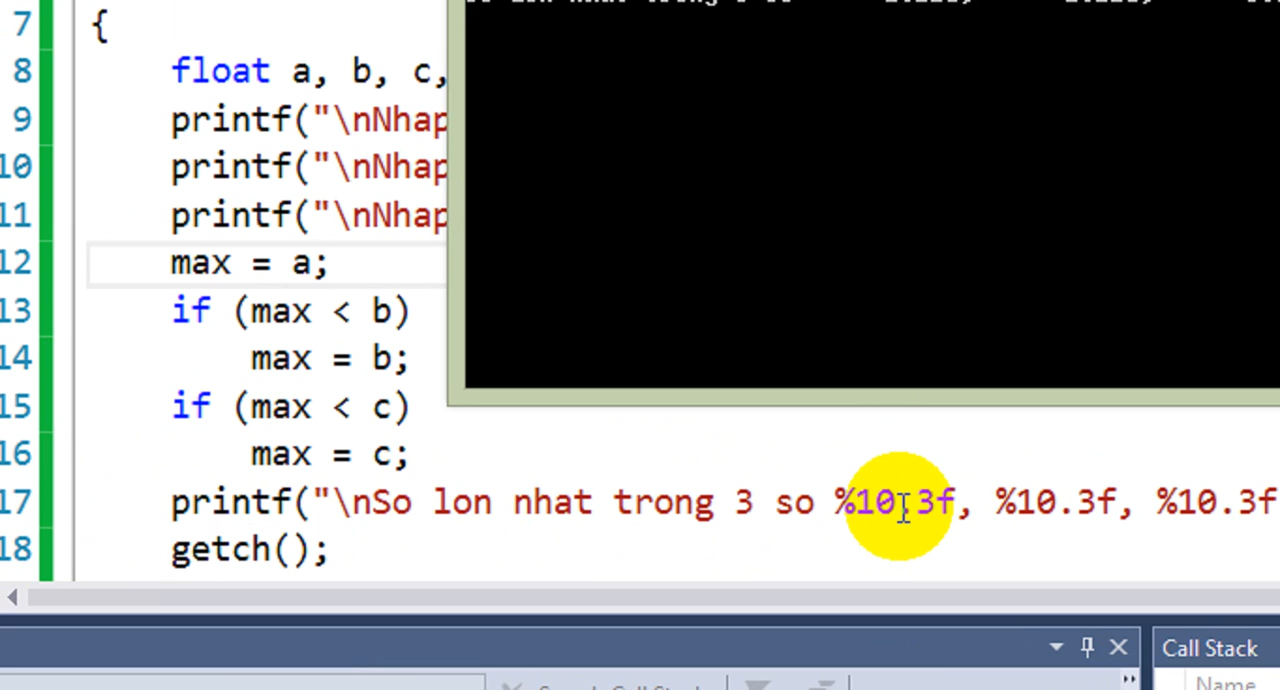 7 {
8 float a, b, c,
9 printf("\nNhap
10 printf("\nNhap
11 printf("\nNhap
12 max = a;
13 if (max < b)
14 max = b;
15 if (max < c)
16 max = c;
17 printf("\nSo lon nhat trong 3 so %10.3f, %10.3f, %10.3f
18 getch();
Call Stack
Name